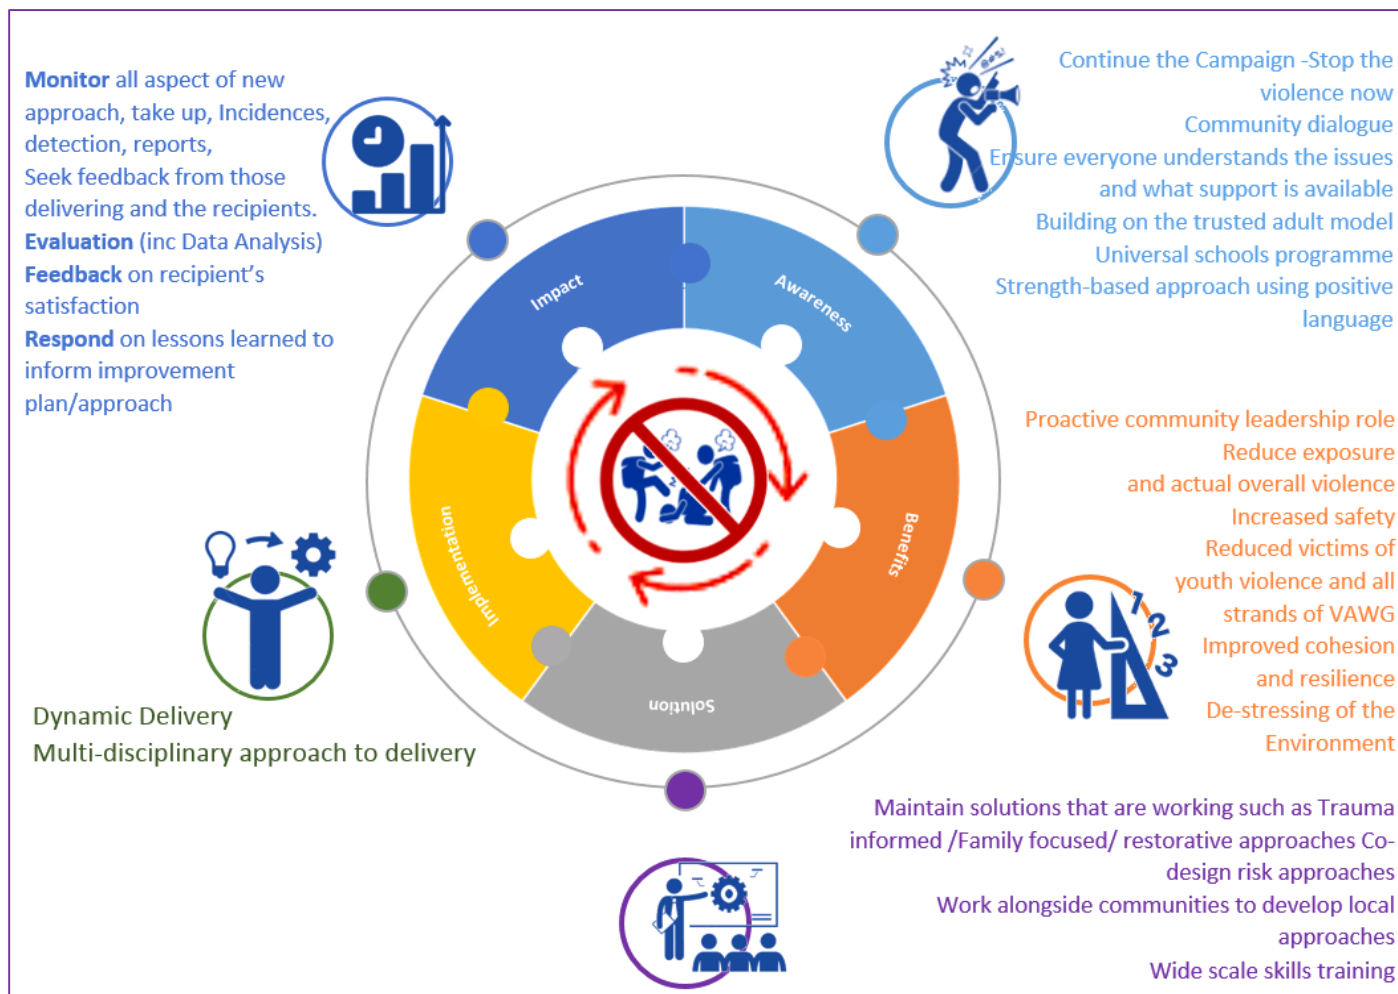 Monitor all aspect of new
approach, take up, Incidences,
detection, reports,
Seek feedback from those
delivering and the recipients.
Evaluation (inc Data Analysis)
Feedback on recipient's
satisfaction
Respond on lessons learned to
inform improvement
plan/approach
Continue the Campaign -Stop the
violence now
Community dialogue
Ensure everyone understands the issues
and what support is available
Building on the trusted adult model
Universal schools programme
Strength-based approach using positive
language
Impact
Awareness
Benefits
Solution
Implementation
Proactive community leadership role
Reduce exposure
and actual overall violence
Increased safety
Reduced victims of
youth violence and all
strands of VAWG
Improved cohesion
and resilience
De-stressing of the
Environment
1
2
3
Dynamic Delivery
Multi-disciplinary approach to delivery
Maintain solutions that are working such as Trauma
informed /Family focused/ restorative approaches Co-
design risk approaches
Work alongside communities to develop local
approaches
Wide scale skills training